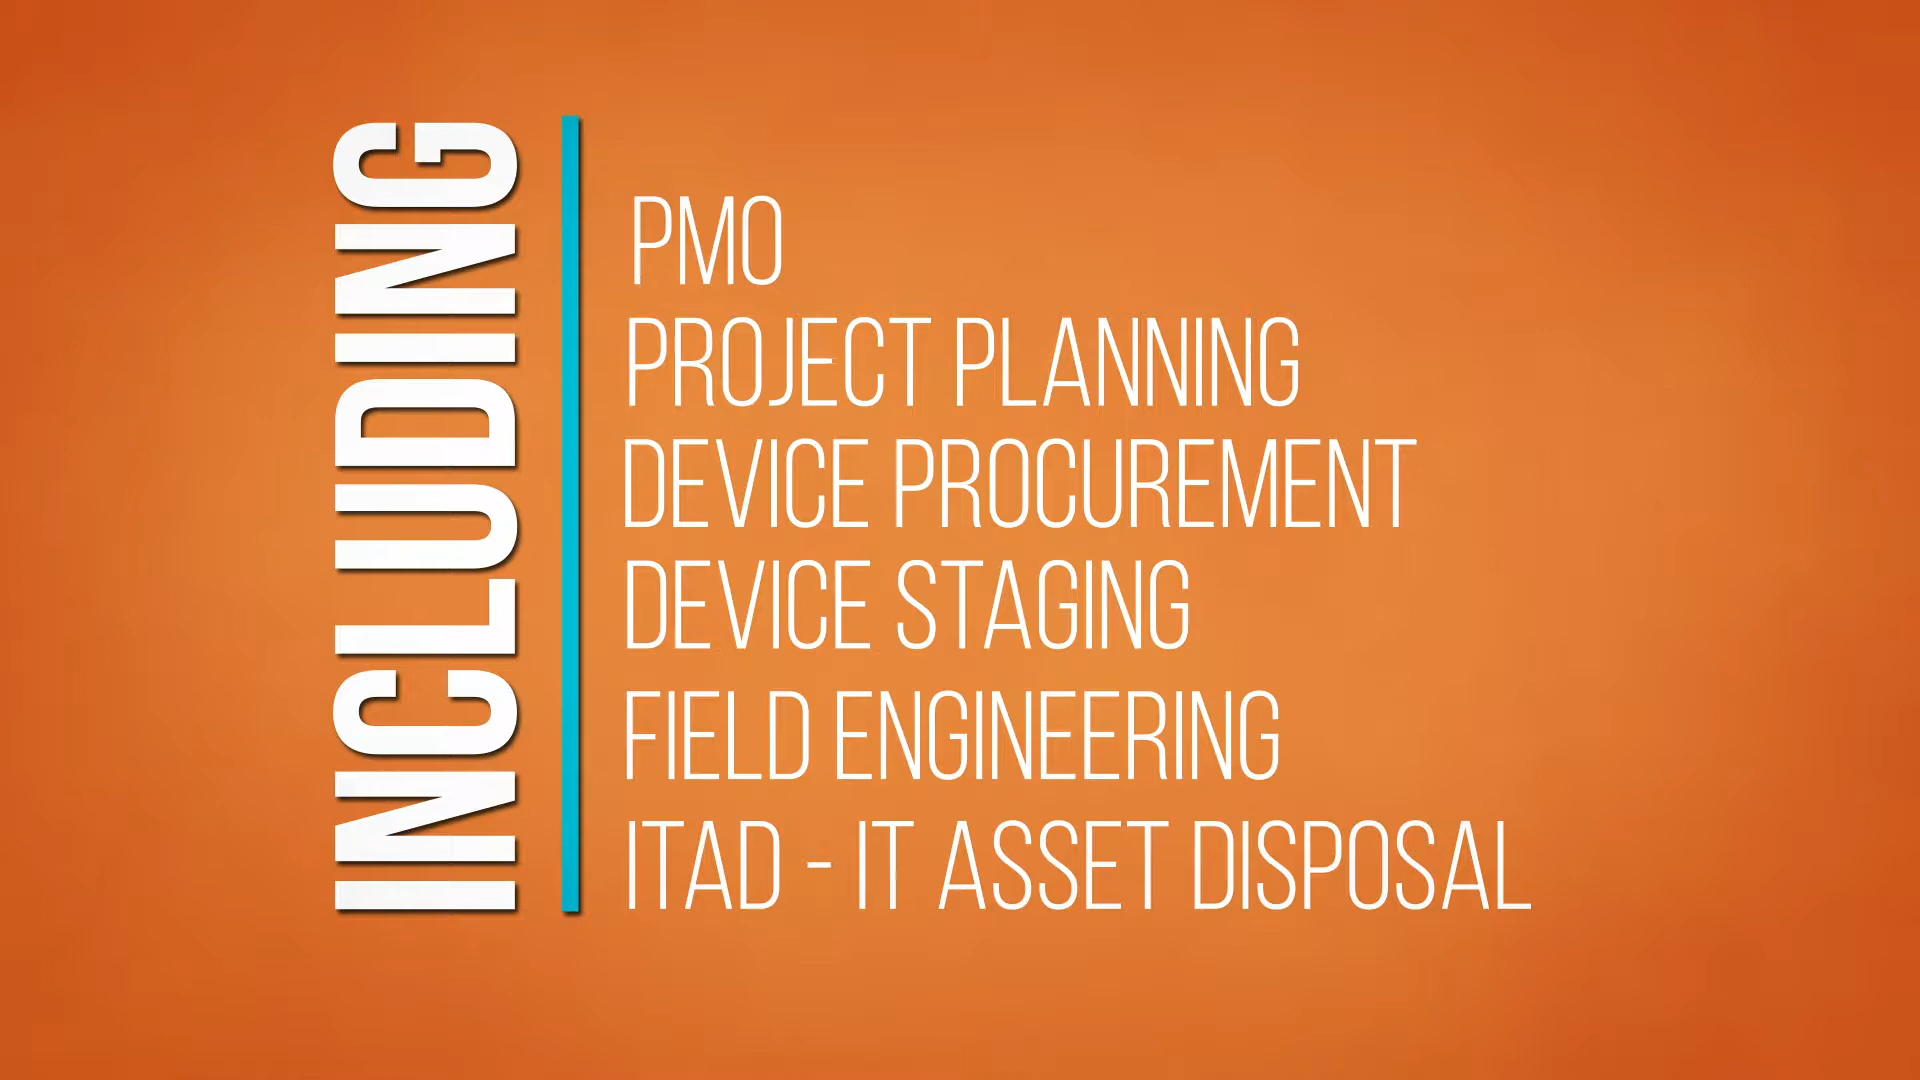 INCLUDING
PMO
PROJECT PLANNING
DEVICE PROCUREMENT
DEVICE STAGING
FIELD ENGINEERING
ITAD - IT ASSET DISPOSAL